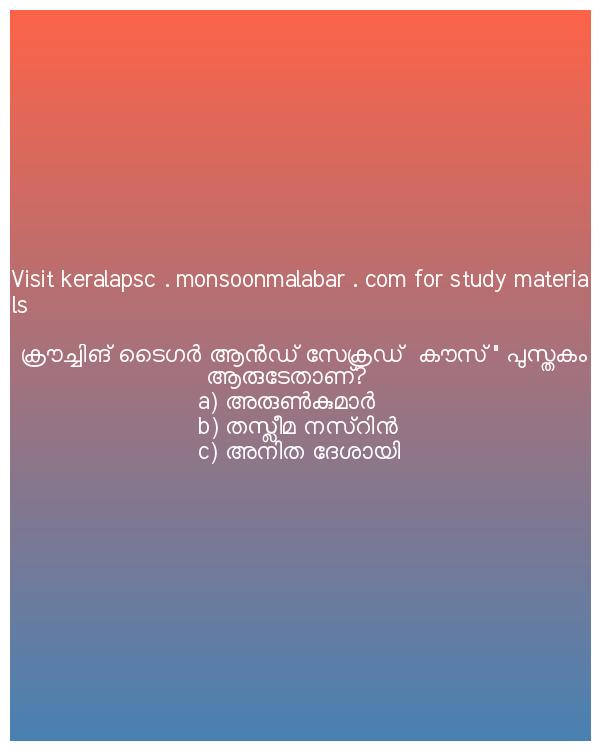 Visit keralapsc . monsoonmalabar . com for study materia
ls
ക്രൗച്ചിങ് ടൈഗർ ആൻഡ് സേക്രഡ്  കൗസ് " പുസ്തകം
ആരുടേതാണ്?
a) അരുൺകുമാർ
b) തസ്ലീമ നസ്റിൻ
c) അനിത ദേശായി